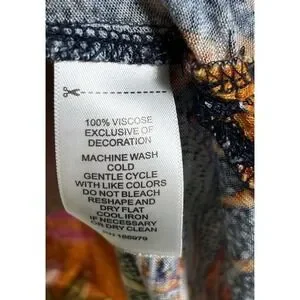 100% VISCOSE
EXCLUSIVE OF
DECORATION
MACHINE WASH
COLD
GENTLE CYCLE
WITH LIKE COLORS
DO NOT BLEACH
RESHAPE AND
DRY FLAT
COOL IRON
IF NECESSARY
OR DRY CLEAN